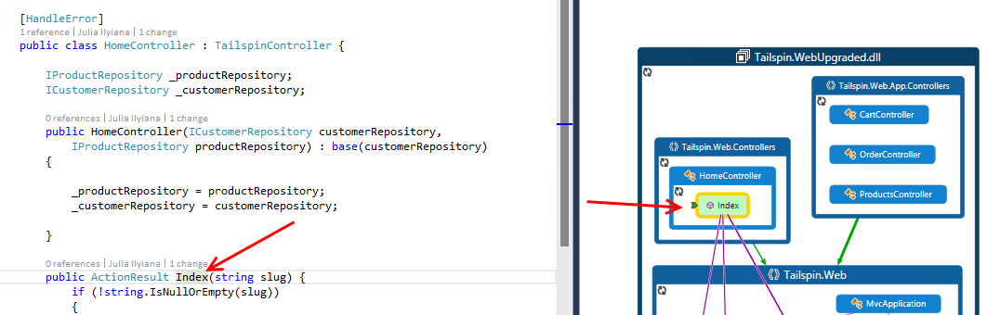 [HandleError]
1 reference | Julia Ilyiana | 1 change
public class HomeController : TailspinController {
IProductRepository _productRepository;
ICustomerRepository _customerRepository;
0 references | Julia Ilyiana | 1 change
public HomeController(ICustomerRepository customerRepository,
IProductRepository productRepository) : base(customerRepository)
{
_productRepository = productRepository;
_customerRepository = customerRepository;
}
0 references | Julia Ilyiana | 1 change
public ActionResult Index(string slug) {
if (!string.IsNullOrEmpty(slug))
{
Tailspin.WebUpgraded.dll
{} Tailspin.Web.App.Controllers
CartController
OrderController
ProductsController
{} Tailspin.Web.Controllers
HomeController
Index
{} Tailspin.Web
MvcApplication